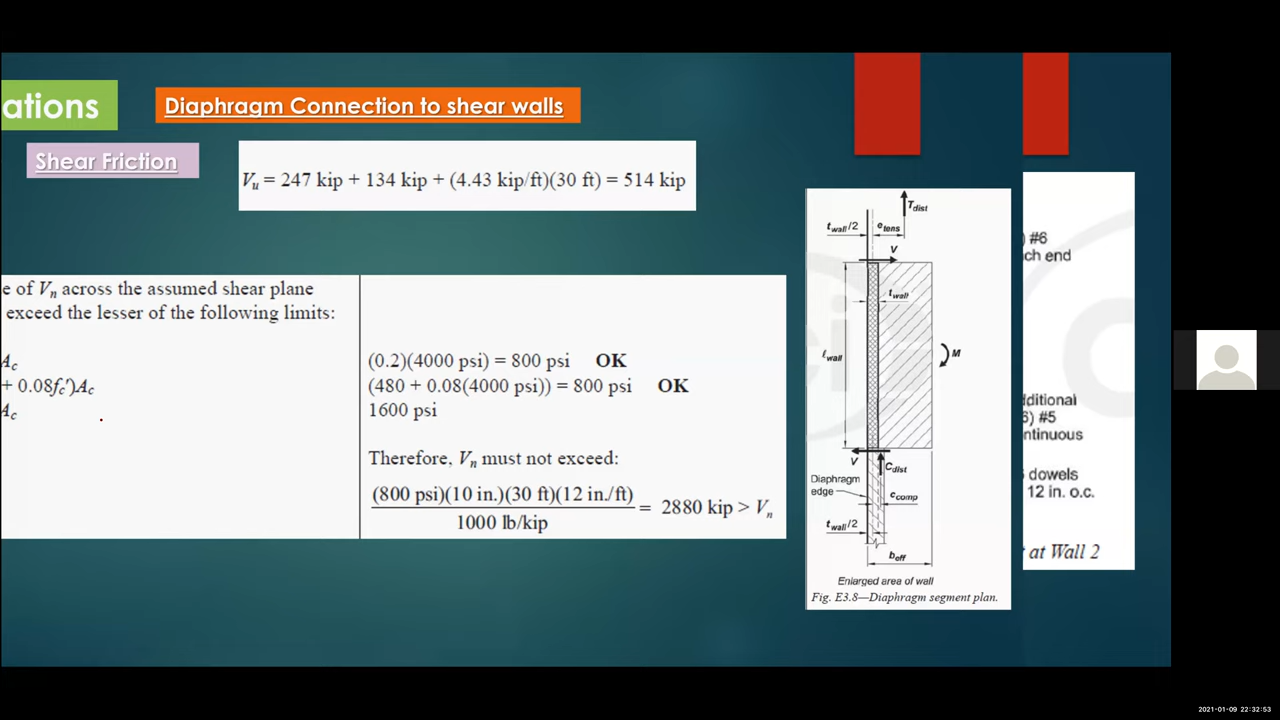 ations
Diaphragm Connection to shear walls
Shear Friction
Vu = 247 kip + 134 kip + (4.43 kip/ft)(30 ft) = 514 kip
e of Vn across the assumed shear plane
exceed the lesser of the following limits:
Ac
+ 0.08fc′)Ac
Ac
(0.2)(4000 psi) = 800 psi OK
(480 + 0.08(4000 psi)) = 800 psi OK
1600 psi
Therefore, Vn must not exceed:
(800 psi)(10 in.)(30 ft)(12 in./ft)
1000 lb/kip
= 2880 kip > Vn
Tdist
twall/2
etens
V
twall
ℓwall
M
V
Cdist
Diaphragm
edge
ccomp
twall/2
beff
Enlarged area of wall
Fig. E3.8—Diaphragm segment plan.
) #6
ch end
dditional
6) #5
ntinuous
dowels
12 in. o.c.
at Wall 2
2021-01-09 22:32:53